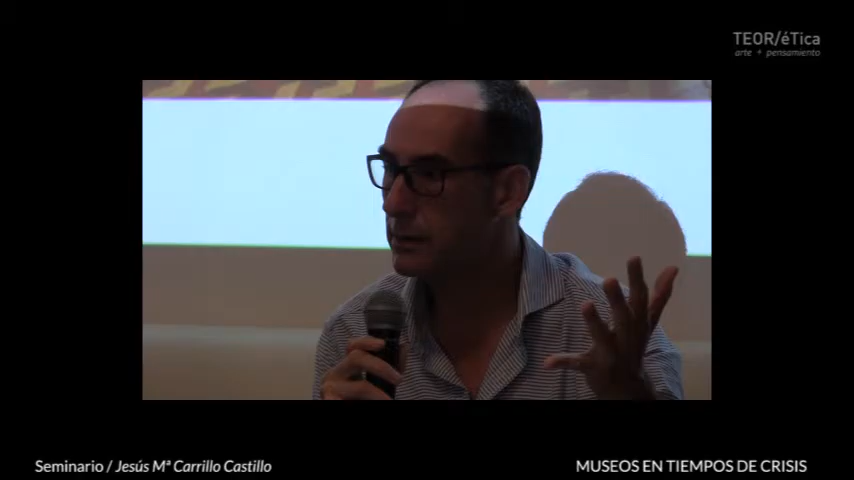 TEOR/éTica
arte + pensamiento
Seminario / Jesús Mª Carrillo Castillo
MUSEOS EN TIEMPOS DE CRISIS